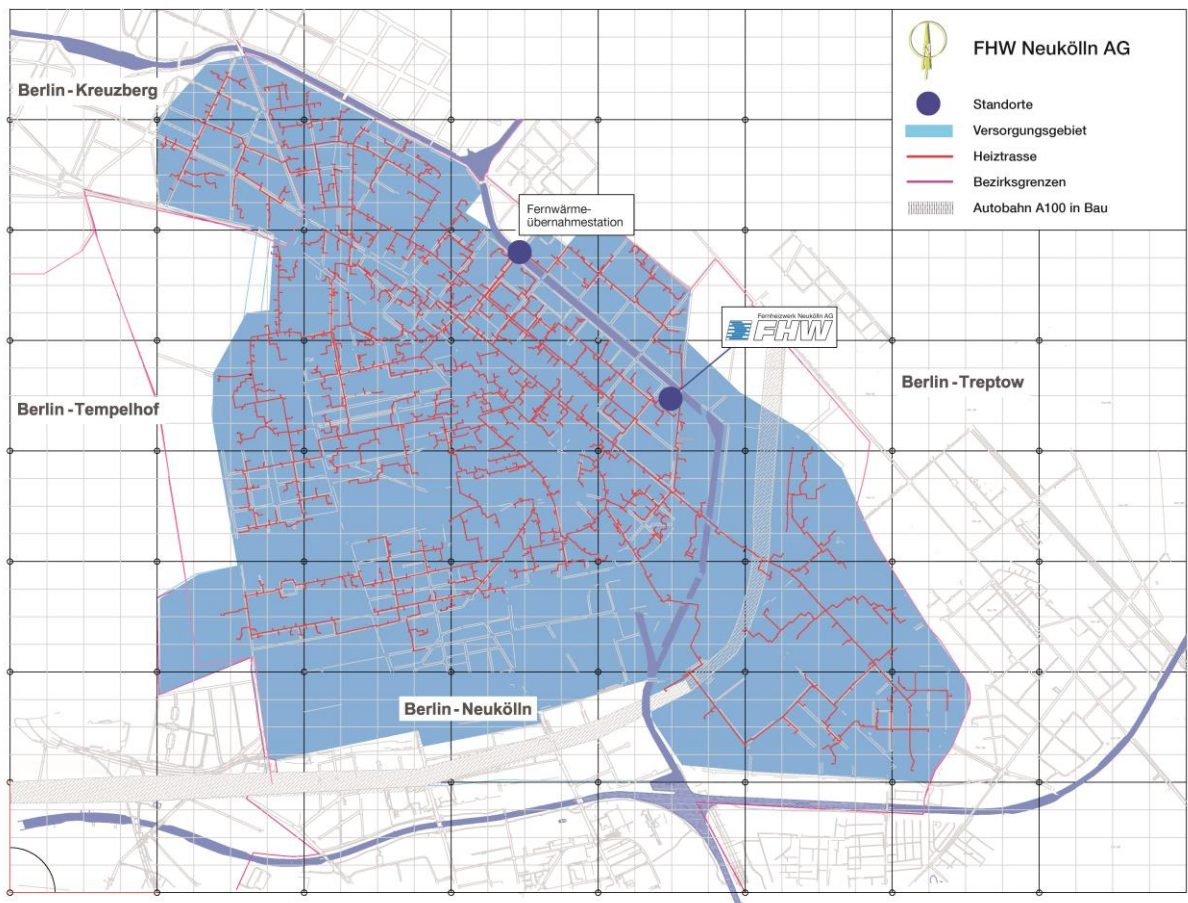 FHW Neukölln AG
Berlin - Kreuzberg
Standorte
Versorgungsgebiet
Heiztrasse
Bezirksgrenzen
Autobahn A100 in Bau
Fernwärme-
übernahmestation
Fernheizwerk Neukölln AG
FHW
Berlin - Tempelhof
Berlin - Treptow
Berlin - Neukölln